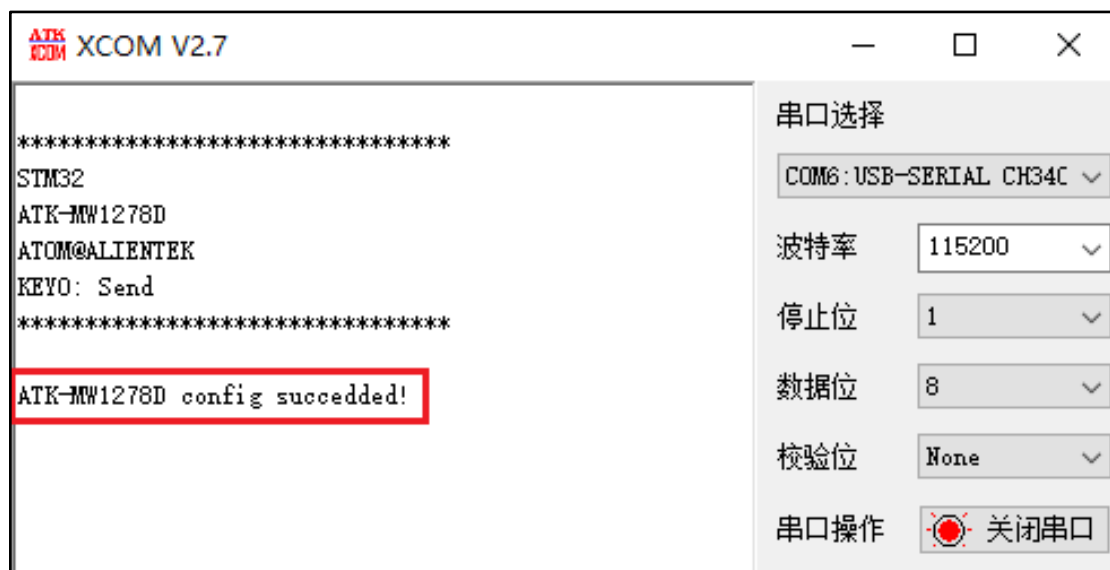 ATK
XCOM
XCOM V2.7
********************************
STM32
ATK-MW1278D
ATOM@ALIENTEK
KEY0: Send
********************************
ATK-MW1278D config succedded!
串口选择
COM6:USB-SERIAL CH340
波特率 115200
停止位 1
数据位 8
校验位 None
串口操作 关闭串口